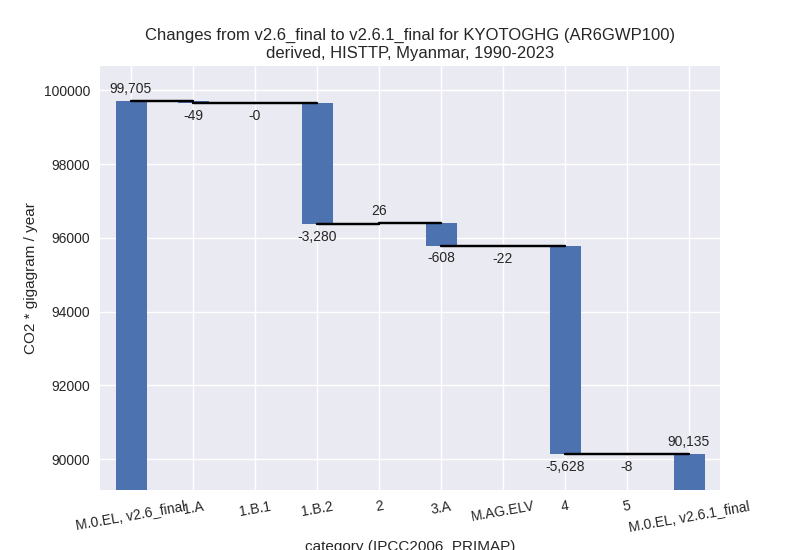 Changes from v2.6_final to v2.6.1_final for KYOTOGHG (AR6GWP100)
derived, HISTTP, Myanmar, 1990-2023
CO2 * gigagram / year
100000
98000
96000
94000
92000
90000
99,705
-49
-0
-3,280
26
-608
-22
-5,628
-8
90,135
M.0.EL, v2.6_final
1.A
1.B.1
1.B.2
2
3.A
M.AG.ELV
4
5
M.0.EL, v2.6.1_final
category (IPCC2006_PRIMAP)